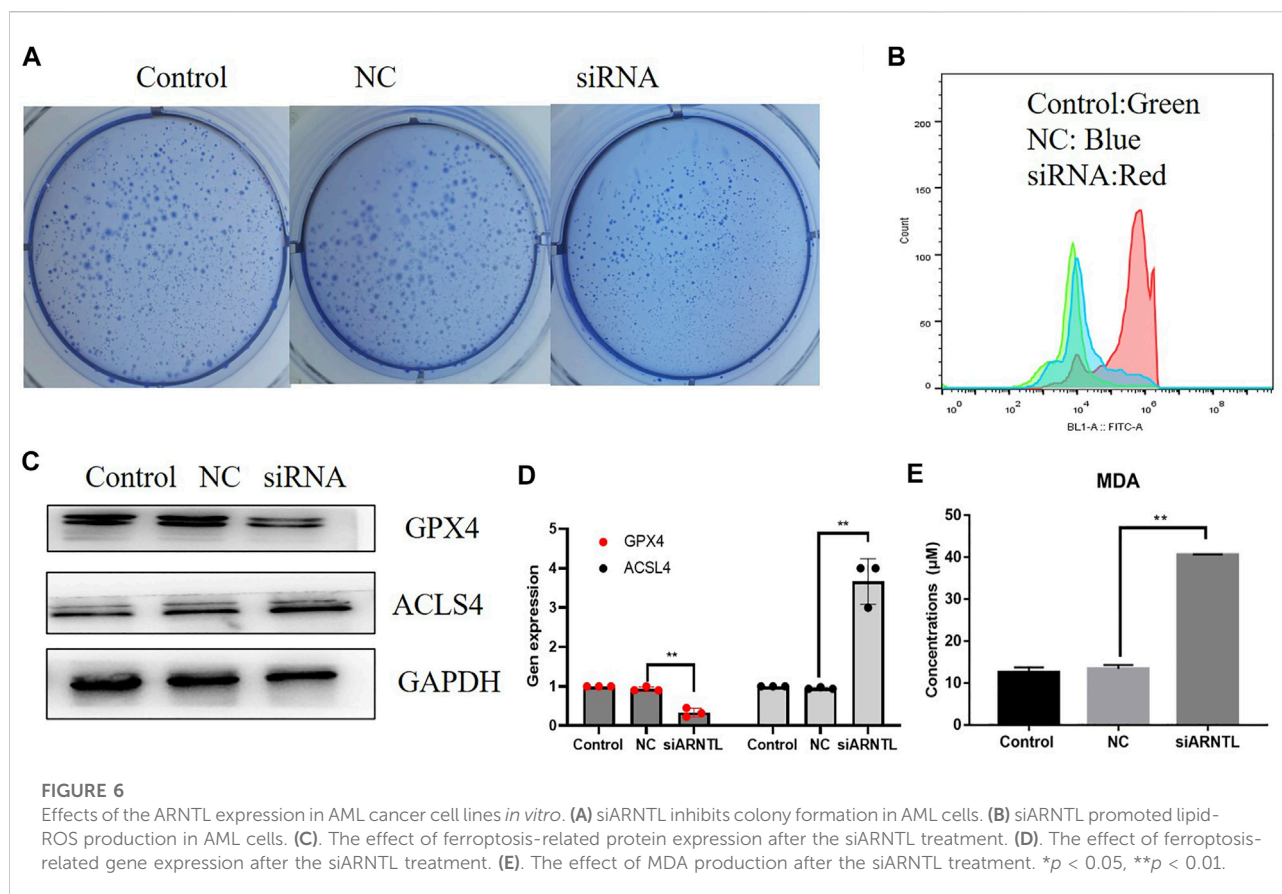 A
Control NC siRNA
B
Control:Green
NC: Blue
siRNA:Red
200
150
100
50
0
Count
10^0 10^2 10^4 10^6 10^8
BL1-A :: FITC-A
C
Control NC siRNA
GPX4
ACLS4
GAPDH
D
5
4
3
2
1
0
Gen expression
GPX4
ACSL4
**
**
Control NC siARNTL Control NC siARNTL
E
MDA
50
40
30
20
10
0
Concentrations (μM)
**
Control NC siARNTL
FIGURE 6
Effects of the ARNTL expression in AML cancer cell lines in vitro. (A) siARNTL inhibits colony formation in AML cells. (B) siARNTL promoted lipid-
ROS production in AML cells. (C). The effect of ferroptosis-related protein expression after the siARNTL treatment. (D). The effect of ferroptosis-
related gene expression after the siARNTL treatment. (E). The effect of MDA production after the siARNTL treatment. *p < 0.05, **p < 0.01.